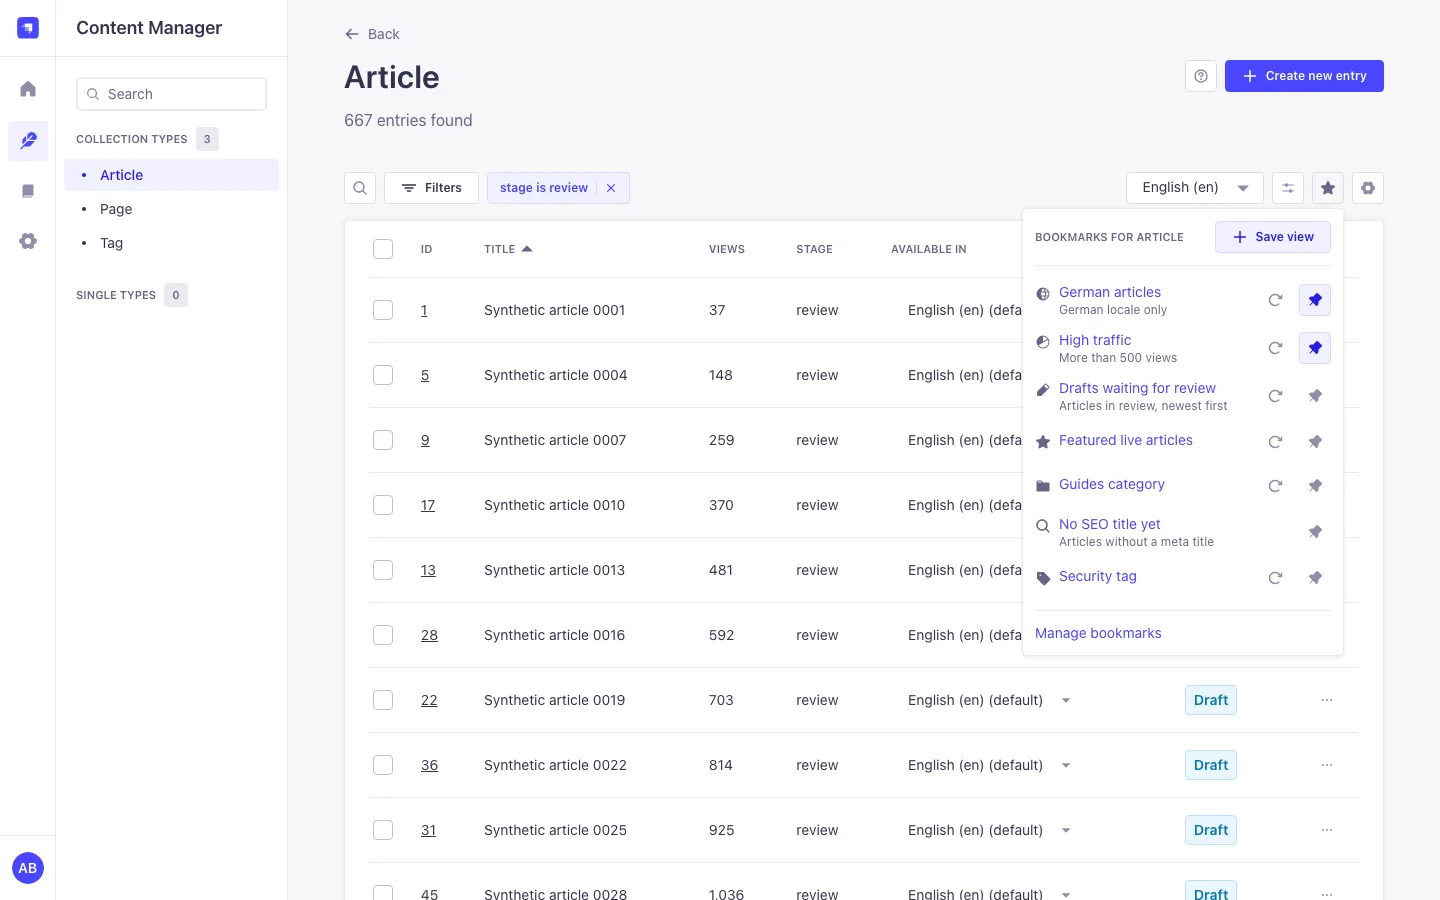 Content Manager
Search
COLLECTION TYPES 3
Article
Page
Tag
SINGLE TYPES 0
AB
Back
Article
667 entries found
Create new entry
Filters
stage is review
English (en)
ID TITLE VIEWS STAGE AVAILABLE IN
1 Synthetic article 0001 37 review English (en) (defa
5 Synthetic article 0004 148 review English (en) (defa
9 Synthetic article 0007 259 review English (en) (defa
17 Synthetic article 0010 370 review English (en) (defa
13 Synthetic article 0013 481 review English (en) (defa
28 Synthetic article 0016 592 review English (en) (defa
22 Synthetic article 0019 703 review English (en) (default) Draft
36 Synthetic article 0022 814 review English (en) (default) Draft
31 Synthetic article 0025 925 review English (en) (default) Draft
45 Synthetic article 0028 1,036 review English (en) (default) Draft
BOOKMARKS FOR ARTICLE
Save view
German articles
German locale only
High traffic
More than 500 views
Drafts waiting for review
Articles in review, newest first
Featured live articles
Guides category
No SEO title yet
Articles without a meta title
Security tag
Manage bookmarks